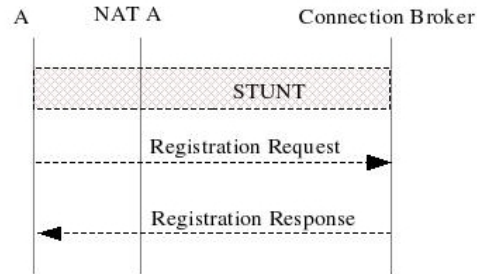 A NAT A Connection Broker
STUNT
Registration Request
Registration Response